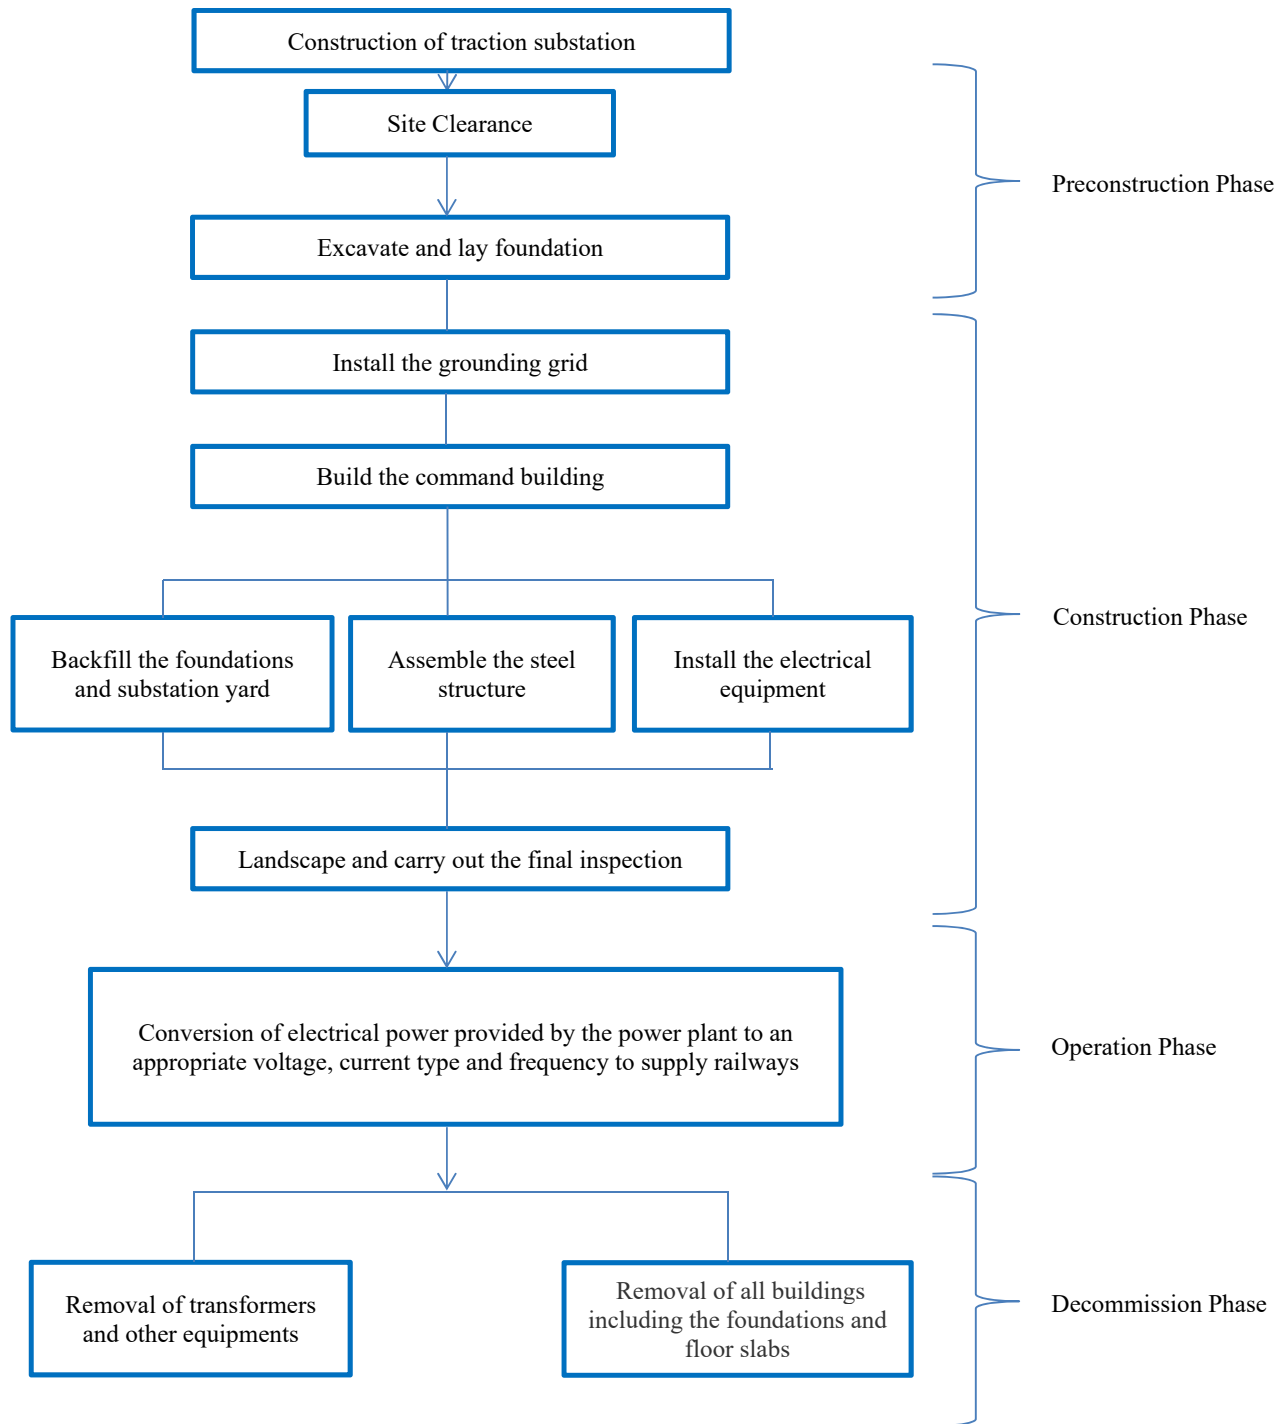 Construction of traction substation
Site Clearance
Preconstruction Phase
Excavate and lay foundation
Install the grounding grid
Build the command building
Construction Phase
Backfill the foundations
and substation yard
Assemble the steel
structure
Install the electrical
equipment
Landscape and carry out the final inspection
Conversion of electrical power provided by the power plant to an
appropriate voltage, current type and frequency to supply railways
Operation Phase
Removal of transformers
and other equipments
Removal of all buildings
including the foundations and
floor slabs
Decommission Phase